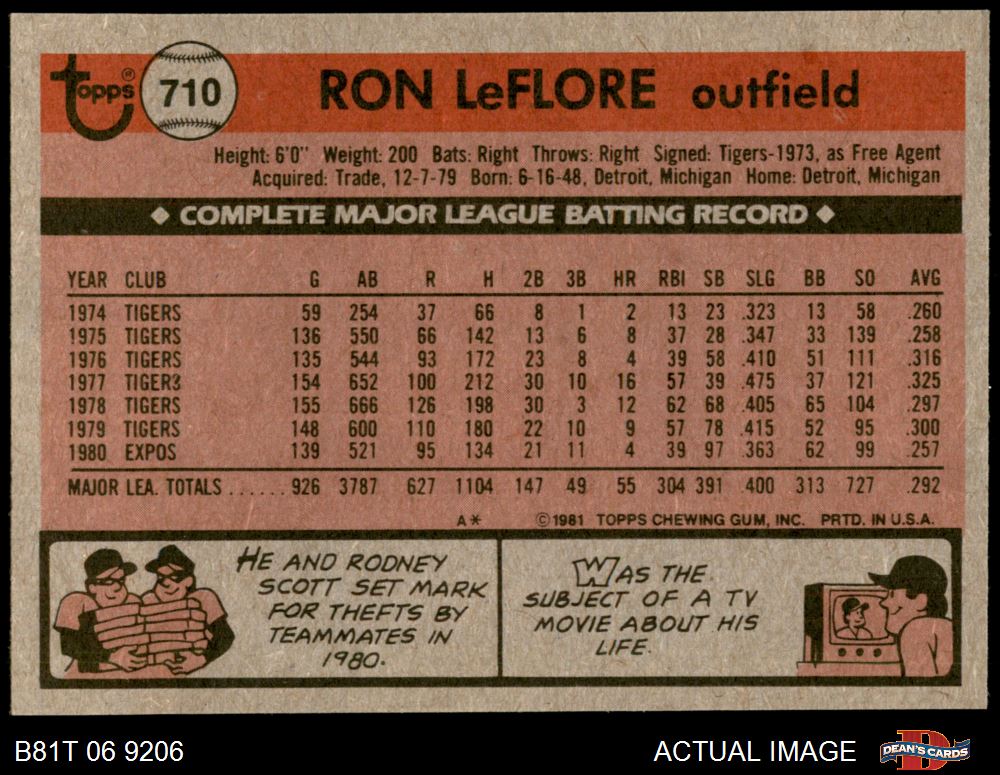 topps® 710 RON LeFLORE outfield
Height: 6'0" Weight: 200 Bats: Right Throws: Right Signed: Tigers-1973, as Free Agent
Acquired: Trade, 12-7-79 Born: 6-16-48, Detroit, Michigan Home: Detroit, Michigan
◆ COMPLETE MAJOR LEAGUE BATTING RECORD ◆
YEAR CLUB G AB R H 2B 3B HR RBI SB SLG BB SO AVG
1974 TIGERS 59 254 37 66 8 1 2 13 23 .323 13 58 .260
1975 TIGERS 136 550 66 142 13 6 8 37 28 .347 33 139 .258
1976 TIGERS 135 544 93 172 23 8 4 39 58 .410 51 111 .316
1977 TIGERS 154 652 100 212 30 10 16 57 39 .475 37 121 .325
1978 TIGERS 155 666 126 198 30 3 12 62 68 .405 65 104 .297
1979 TIGERS 148 600 110 180 22 10 9 57 78 .415 52 95 .300
1980 EXPOS 139 521 95 134 21 11 4 39 97 .363 62 99 .257
MAJOR LEA. TOTALS ...... 926 3787 627 1104 147 49 55 304 391 .400 313 727 .292
A* ©1981 TOPPS CHEWING GUM, INC. PRTD. IN U.S.A.
HE AND RODNEY
SCOTT SET MARK
FOR THEFTS BY
TEAMMATES IN
1980.
WAS THE
SUBJECT OF A TV
MOVIE ABOUT HIS
LIFE.
B81T 06 9206 ACTUAL IMAGE D DEAN'S CARDS